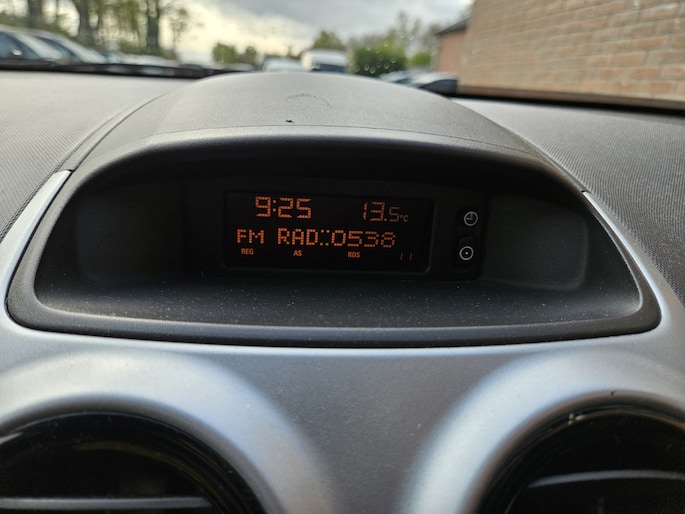 9:25 13.5°C
FM RAD:¨0538
REG AS RDS